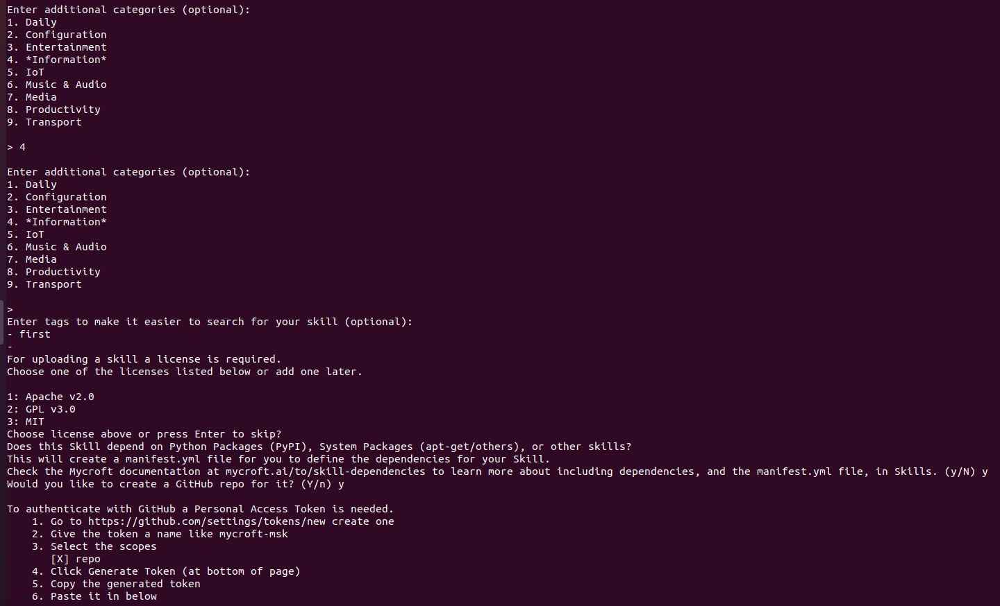 Enter additional categories (optional):
1. Daily
2. Configuration
3. Entertainment
4. *Information*
5. IoT
6. Music & Audio
7. Media
8. Productivity
9. Transport
> 4
Enter additional categories (optional):
1. Daily
2. Configuration
3. Entertainment
4. *Information*
5. IoT
6. Music & Audio
7. Media
8. Productivity
9. Transport
>
Enter tags to make it easier to search for your skill (optional):
- first
-
For uploading a skill a license is required.
Choose one of the licenses listed below or add one later.
1: Apache v2.0
2: GPL v3.0
3: MIT
Choose license above or press Enter to skip?
Does this Skill depend on Python Packages (PyPI), System Packages (apt-get/others), or other skills?
This will create a manifest.yml file for you to define the dependencies for your Skill.
Check the Mycroft documentation at mycroft.ai/to/skill-dependencies to learn more about including dependencies, and the manifest.yml file, in Skills. (y/N) y
Would you like to create a GitHub repo for it? (Y/n) y
To authenticate with GitHub a Personal Access Token is needed.
1. Go to https://github.com/settings/tokens/new create one
2. Give the token a name like mycroft-msk
3. Select the scopes
[X] repo
4. Click Generate Token (at bottom of page)
5. Copy the generated token
6. Paste it in below